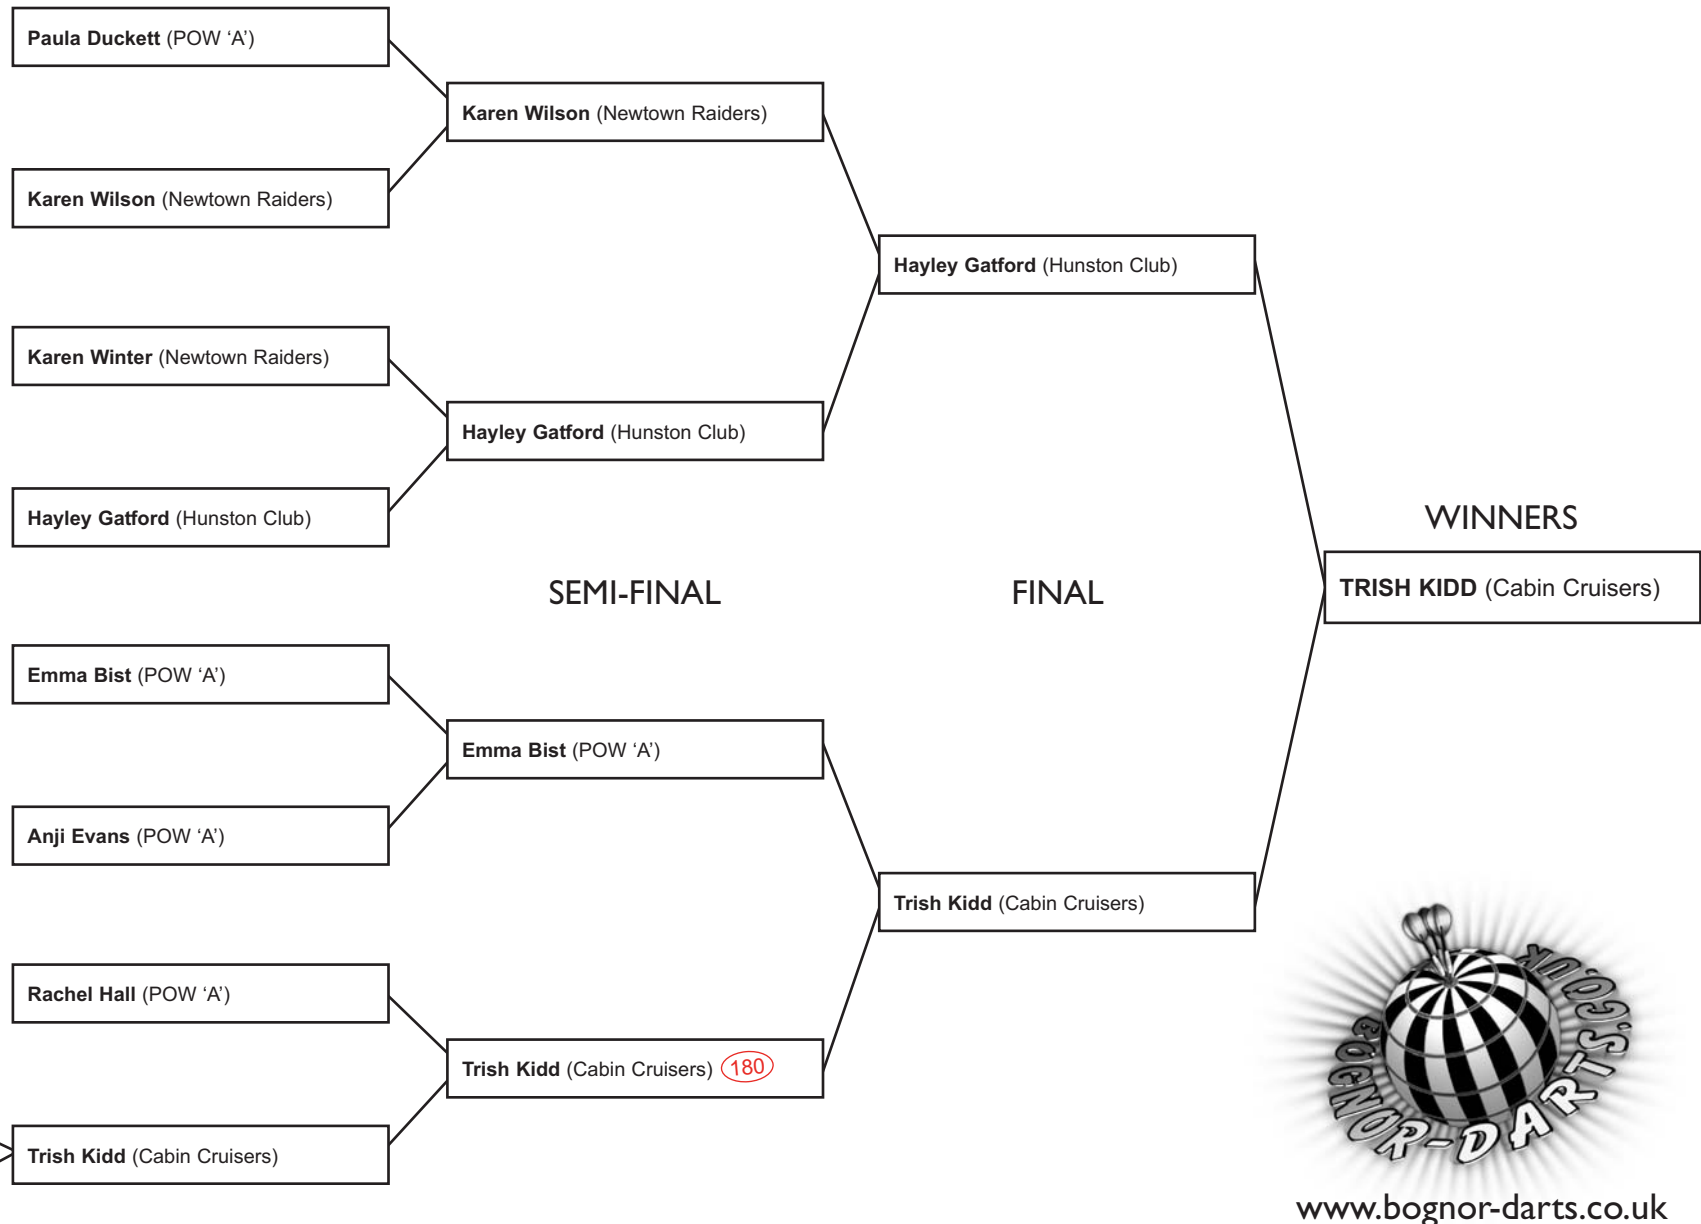 Paula Duckett (POW ‘A’)
Karen Wilson (Newtown Raiders)
Karen Winter (Newtown Raiders)
Hayley Gatford (Hunston Club)
Emma Bist (POW ‘A’)
Anji Evans (POW ‘A’)
Rachel Hall (POW ‘A’)
Trish Kidd (Cabin Cruisers)
Karen Wilson (Newtown Raiders)
Hayley Gatford (Hunston Club)
SEMI-FINAL
Emma Bist (POW ‘A’)
Trish Kidd (Cabin Cruisers) 180
Hayley Gatford (Hunston Club)
FINAL
Trish Kidd (Cabin Cruisers)
WINNERS
TRISH KIDD (Cabin Cruisers)
BOGNOR-DARTS.CO.UK
www.bognor-darts.co.uk